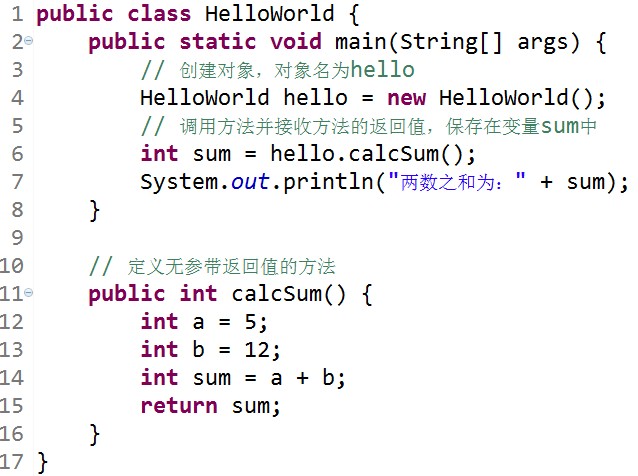 1 public class HelloWorld {
2 public static void main(String[] args) {
3 // 创建对象，对象名为hello
4 HelloWorld hello = new HelloWorld();
5 // 调用方法并接收方法的返回值，保存在变量sum中
6 int sum = hello.calcSum();
7 System.out.println("两数之和为：" + sum);
8 }
9
10 // 定义无参带返回值的方法
11 public int calcSum() {
12 int a = 5;
13 int b = 12;
14 int sum = a + b;
15 return sum;
16 }
17 }